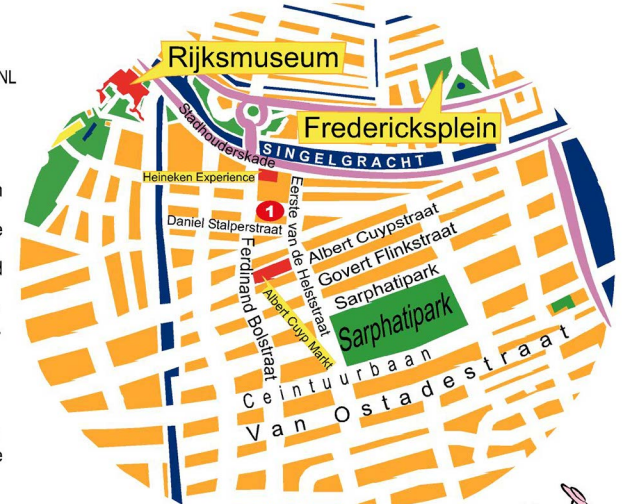 NL
Rijksmuseum
Fredericksplein
Stadhouderskade
SINGELGRACHT
Heineken Experience
1
Eerste van de Helststraat
Daniel Stalperstraat
Albert Cuypstraat
Govert Flinkstraat
Sarphatipark
Ferdinand Bolstraat
Albert Cuyp Markt
Sarphatipark
Ceintuurbaan
Van Ostadestraat